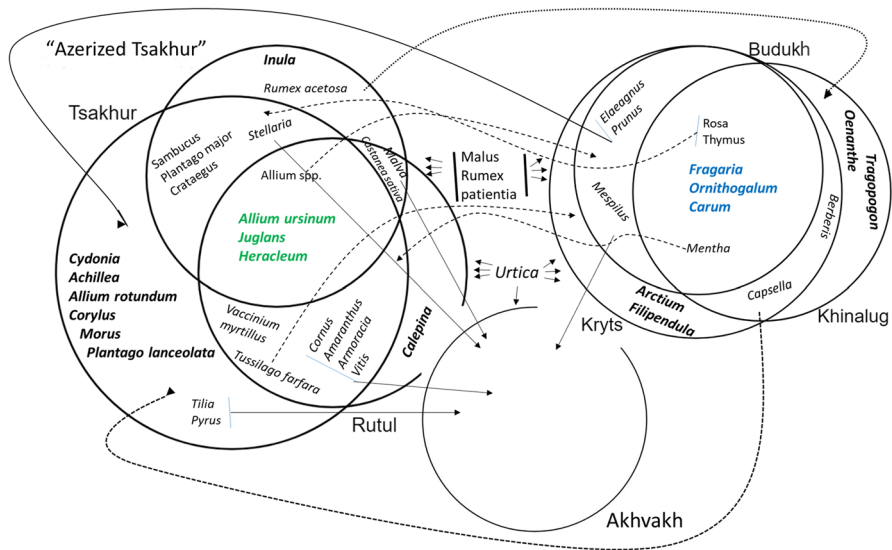 “Azerized Tsakhur”
Inula
Rumex acetosa
Tsakhur
Stellaria
Sambucus
Plantago major
Crataegus
Malva
Castanea sativa
Allium spp.
Allium ursinum
Juglans
Heracleum
Cydonia
Achillea
Allium rotundum
Corylus
Morus
Plantago lanceolata
Vaccinium
myrtillus
Tussilago farfara
Cornus
Amaranthus
Armoracia
Vitis
Calepina
Tilia
Pyrus
Rutul
Malus
Rumex
patientia
Urtica
Akhvakh
Budukh
Elaeagnus
Prunus
Rosa
Thymus
Oenanthe
Tragopogon
Fragaria
Ornithogalum
Carum
Mespilus
Berberis
Mentha
Capsella
Arctium
Filipendula
Kryts
Khinalug